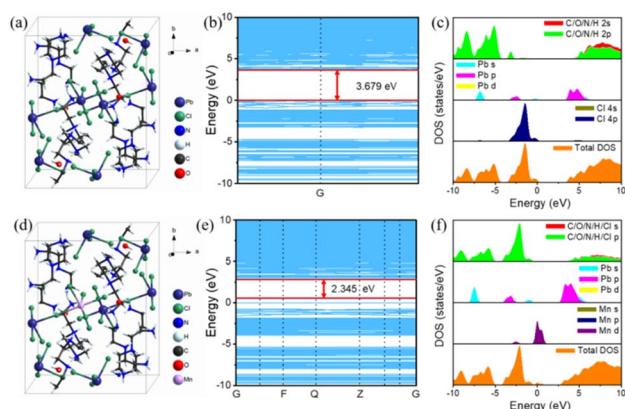 (a)
b
a
Pb
Cl
N
H
C
O
(b)
Energy (eV)
10
5
0
-5
-10
3.679 eV
G
(c)
DOS (states/eV)
C/O/N/H 2s
C/O/N/H 2p
Pb s
Pb p
Pb d
Cl 4s
Cl 4p
Total DOS
-10 -5 0 5 10
Energy (eV)
(d)
b
a
Pb
Cl
N
H
C
O
Mn
(e)
Energy (eV)
10
5
0
-5
-10
2.345 eV
G F Q Z G
(f)
DOS (states/eV)
C/O/N/H/Cl s
C/O/N/H/Cl p
Pb s
Pb p
Pb d
Mn s
Mn p
Mn d
Total DOS
-10 -5 0 5 10
Energy (eV)